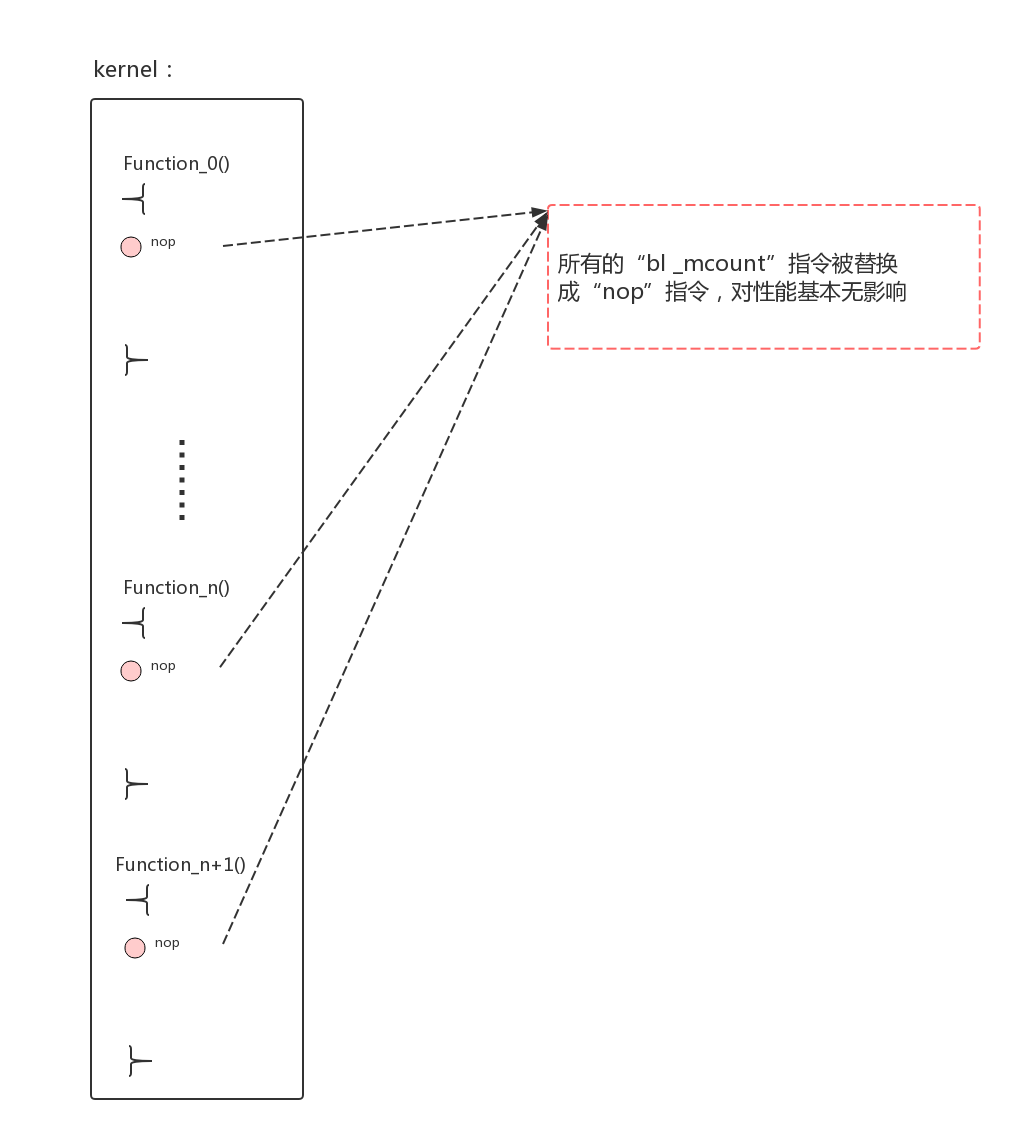 kernel：
Function_0()
nop
所有的“bl _mcount”指令被替换
成“nop”指令，对性能基本无影响
Function_n()
nop
Function_n+1()
nop